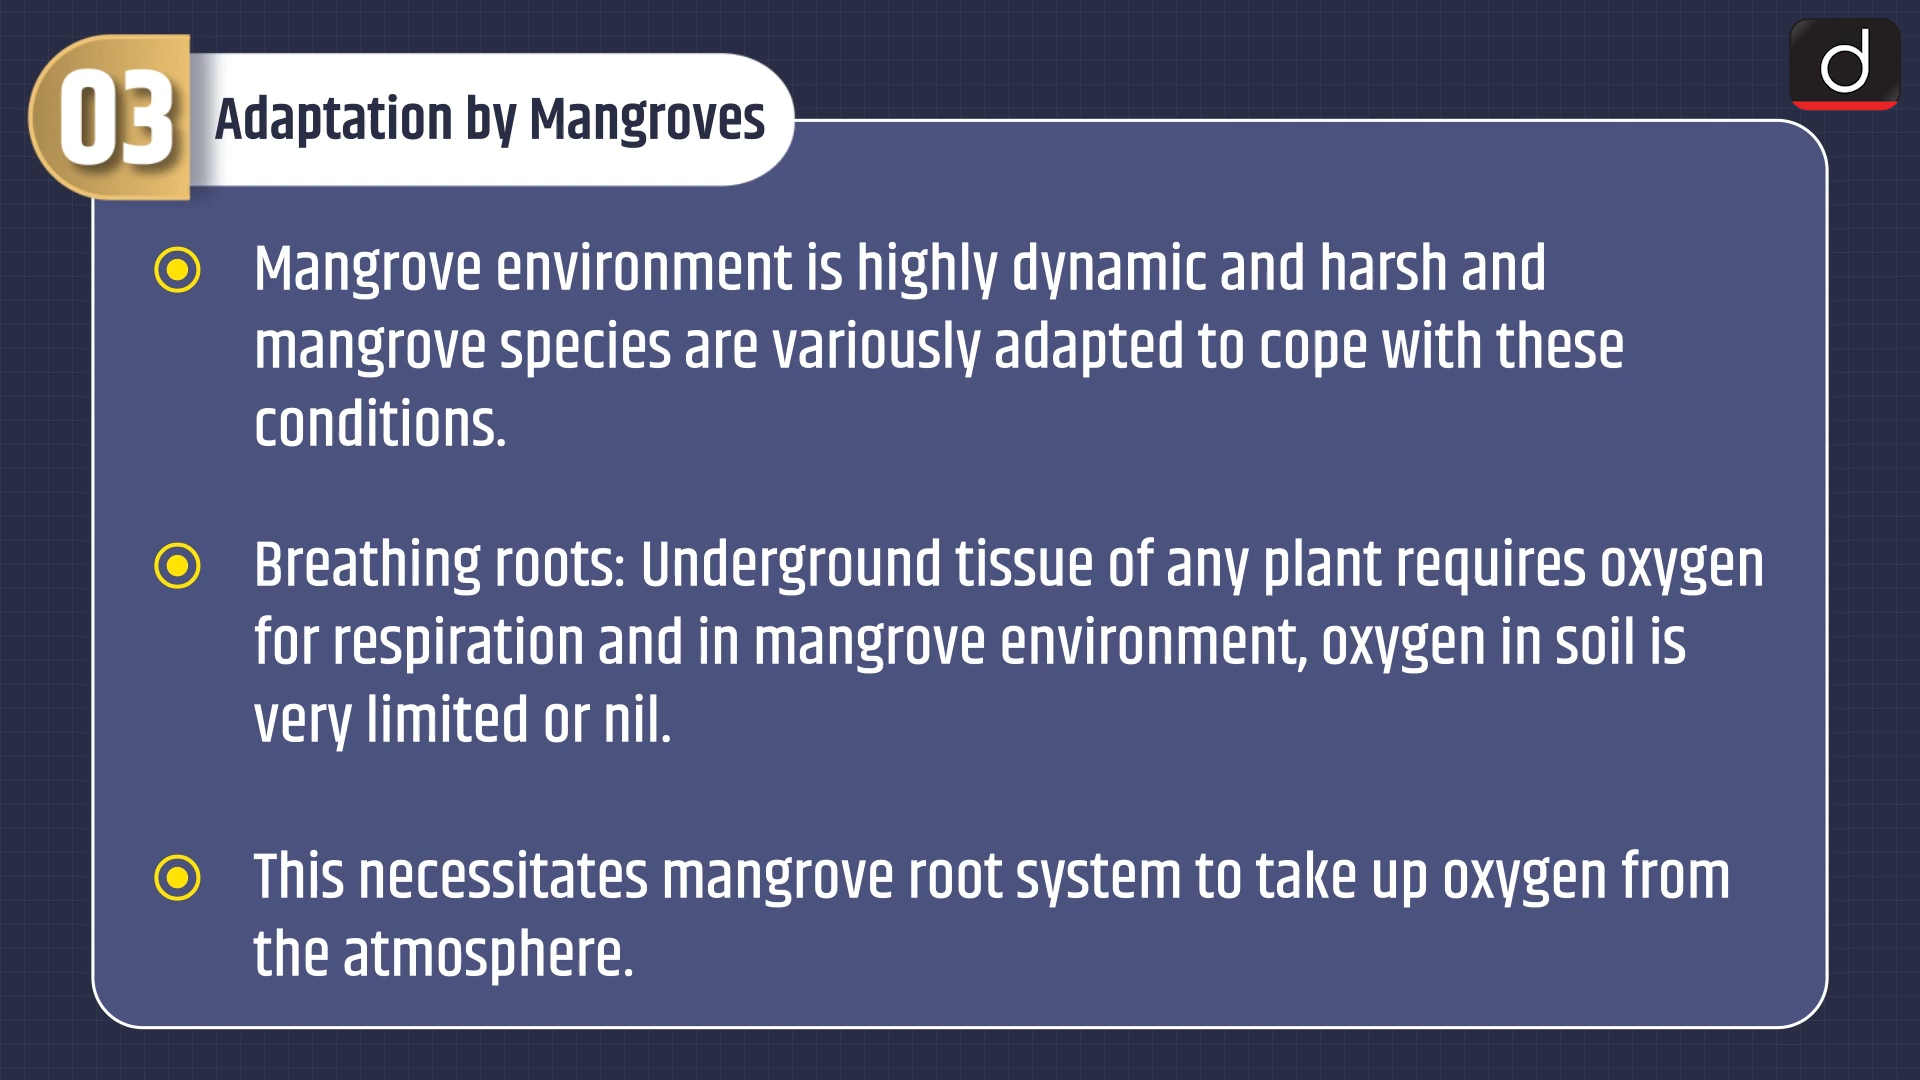 03
Adaptation by Mangroves
d
Mangrove environment is highly dynamic and harsh and
mangrove species are variously adapted to cope with these
conditions.
Breathing roots: Underground tissue of any plant requires oxygen
for respiration and in mangrove environment, oxygen in soil is
very limited or nil.
This necessitates mangrove root system to take up oxygen from
the atmosphere.